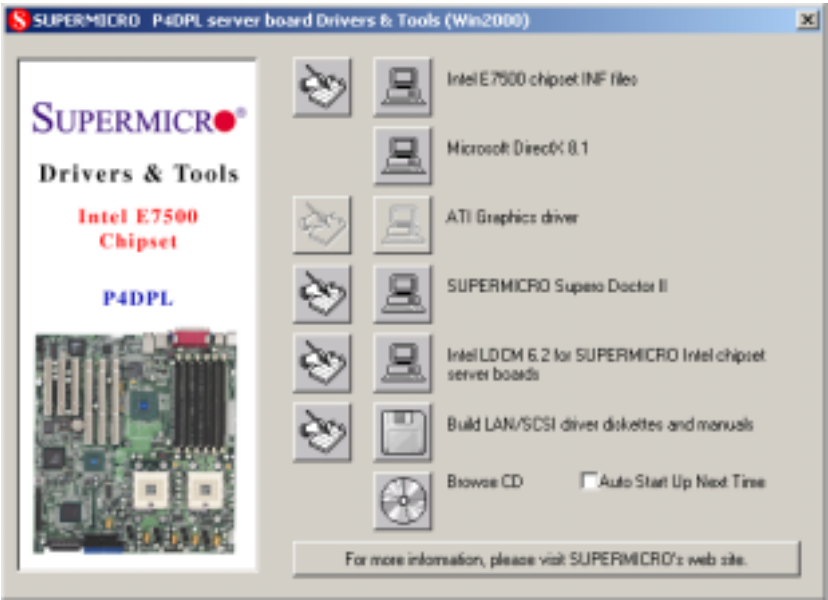 SUPERMICRO P4DPL server board Drivers & Tools (Win2000)
SUPERMICRO®
Drivers & Tools
Intel E7500
Chipset
P4DPL
Intel E7500 chipset INF files
Microsoft DirectX 8.1
ATI Graphics driver
SUPERMICRO Supero Doctor II
Intel LDCM 6.2 for SUPERMICRO Intel chipset
server boards
Build LAN/SCSI driver diskettes and manuals
Browse CD
Auto Start Up Next Time
For more information, please visit SUPERMICRO's web site.